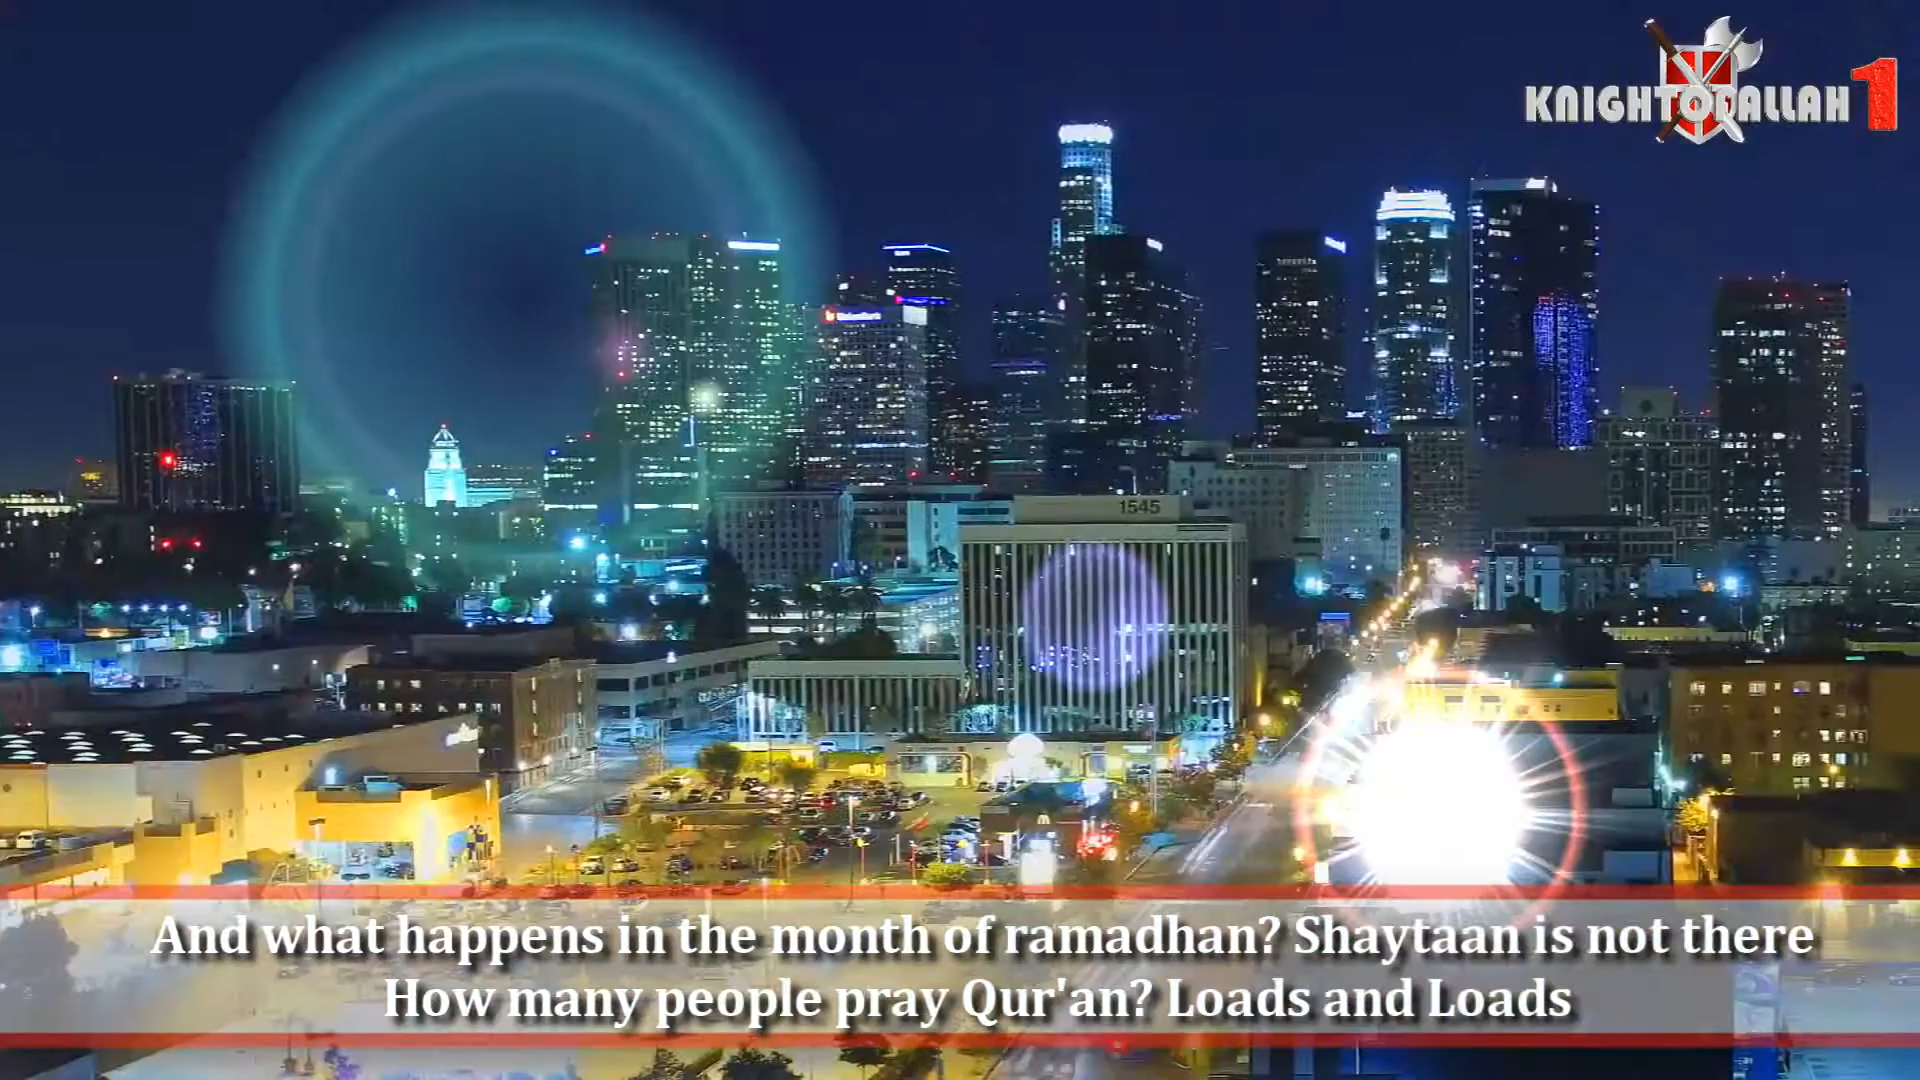 KNIGHTOFALLAH 1
1545
And what happens in the month of ramadhan? Shaytaan is not there
How many people pray Qur'an? Loads and Loads